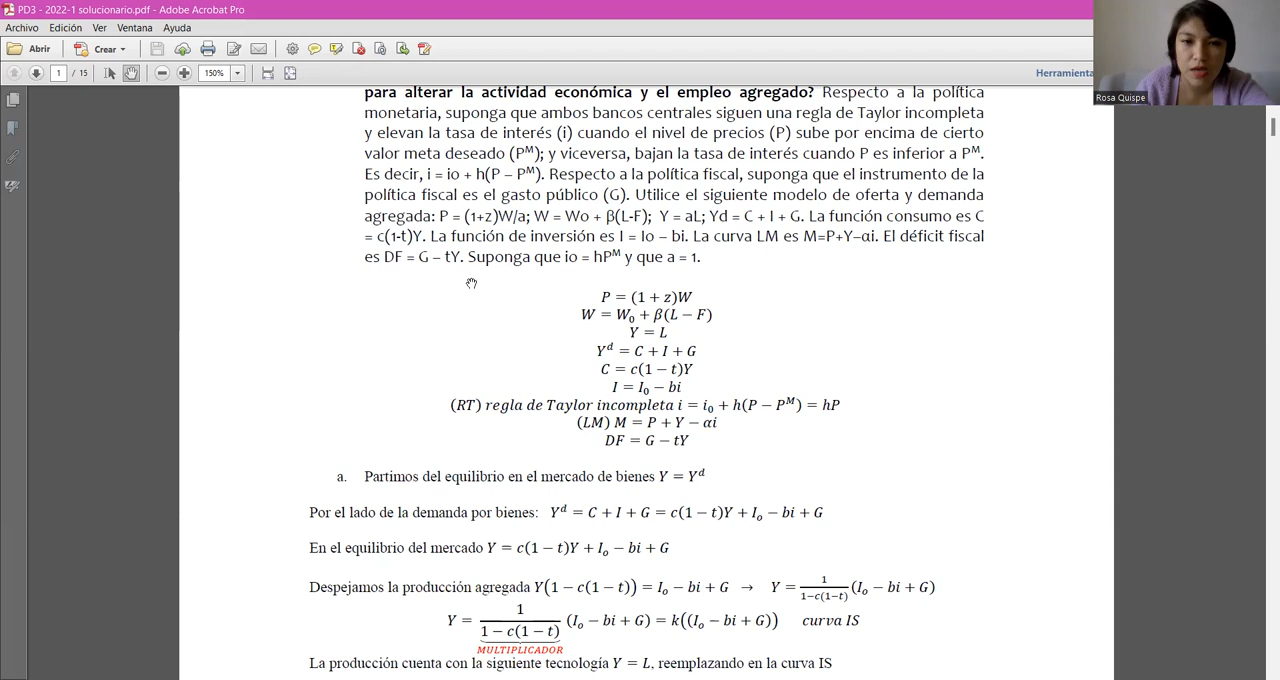 PD3 - 2022-1 solucionario.pdf - Adobe Acrobat Pro
Archivo Edición Ver Ventana Ayuda
Abrir Crear
1 / 15 150% Herramienta
Rosa Quispe
para alterar la actividad económica y el empleo agregado? Respecto a la política
monetaria, suponga que ambos bancos centrales siguen una regla de Taylor incompleta
y elevan la tasa de interés (i) cuando el nivel de precios (P) sube por encima de cierto
valor meta deseado (Pᴹ); y viceversa, bajan la tasa de interés cuando P es inferior a Pᴹ.
Es decir, i = io + h(P – Pᴹ). Respecto a la política fiscal, suponga que el instrumento de la
política fiscal es el gasto público (G). Utilice el siguiente modelo de oferta y demanda
agregada: P = (1+z)W/a; W = Wo + β(L-F); Y = aL; Yd = C + I + G. La función consumo es C
= c(1-t)Y. La función de inversión es I = Io – bi. La curva LM es M=P+Y–αi. El déficit fiscal
es DF = G – tY. Suponga que io = hPᴹ y que a = 1.
P = (1 + z)W
W = W₀ + β(L − F)
Y = L
Yᵈ = C + I + G
C = c(1 − t)Y
I = I₀ − bi
(RT) regla de Taylor incompleta i = i₀ + h(P − Pᴹ) = hP
(LM) M = P + Y − αi
DF = G − tY
a. Partimos del equilibrio en el mercado de bienes Y = Yᵈ
Por el lado de la demanda por bienes: Yᵈ = C + I + G = c(1 − t)Y + Iₒ − bi + G
En el equilibrio del mercado Y = c(1 − t)Y + Iₒ − bi + G
Despejamos la producción agregada Y(1 − c(1 − t)) = Iₒ − bi + G → Y = 1/(1−c(1−t)) (Iₒ − bi + G)
Y = 1/(1 − c(1 − t)) (Iₒ − bi + G) = k((Iₒ − bi + G)) curva IS
MULTIPLICADOR
La producción cuenta con la siguiente tecnología Y = L, reemplazando en la curva IS